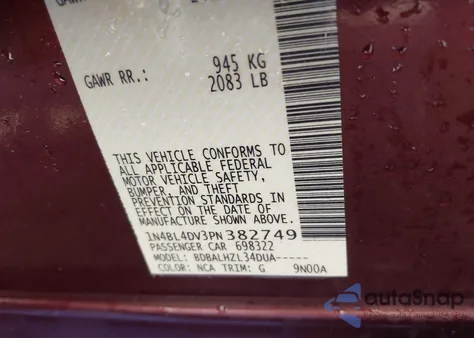 945 KG
GAWR RR.: 2083 LB
THIS VEHICLE CONFORMS TO
ALL APPLICABLE FEDERAL
MOTOR VEHICLE SAFETY,
BUMPER, AND THEFT
PREVENTION STANDARDS IN
EFFECT ON THE DATE OF
MANUFACTURE SHOWN ABOVE.
1N4BL4DV3PN382749
PASSENGER CAR 698322
MODEL: BDBALHZL34DUA-----
COLOR: NCA TRIM: G 9N00A
autosnap